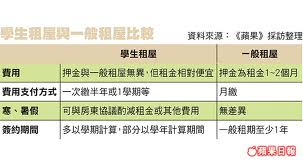 學生租屋與一般租屋比較
資料來源：《蘋果》採訪整理
學生租屋 一般租屋
費用 押金與一般租屋無異，但租金相對便宜 押金為租金1~2個月
費用支付方式 一次繳半年或1學期等 月繳
寒、暑假 可與房東協議酌減租金或其他費用 無差異
簽約期間 多以學期計算，部分以學年計算期間 一般租期至少1年
蘋果日報